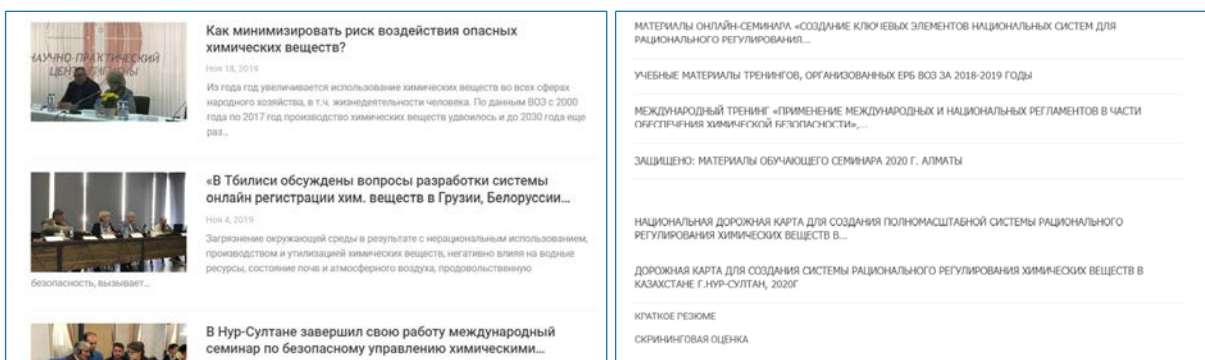 НАУЧНО-ПРАКТИЧЕСКИЙ
ЦЕНТР ГИГИЕНЫ
Как минимизировать риск воздействия опасных
химических веществ?
Ноя 18, 2019
Из года год увеличивается использование химических веществ во всех сферах
народного хозяйства, в т.ч. жизнедеятельности человека. По данным ВОЗ с 2000
года по 2017 год производство химических веществ удвоилось и до 2030 года еще
раз...
«В Тбилиси обсуждены вопросы разработки системы
онлайн регистрации хим. веществ в Грузии, Белоруссии...
Ноя 4, 2019
Загрязнение окружающей среды в результате с нерациональным использованием,
производством и утилизацией химических веществ, негативно влияя на водные
ресурсы, состояние почв и атмосферного воздуха, продовольственную
безопасность, вызывает...
В Нур-Султане завершил свою работу международный
семинар по безопасному управлению химическими...
МАТЕРИАЛЫ ОНЛАЙН-СЕМИНАРА «СОЗДАНИЕ КЛЮЧЕВЫХ ЭЛЕМЕНТОВ НАЦИОНАЛЬНЫХ СИСТЕМ ДЛЯ
РАЦИОНАЛЬНОГО РЕГУЛИРОВАНИЯ...
УЧЕБНЫЕ МАТЕРИАЛЫ ТРЕНИНГОВ, ОРГАНИЗОВАННЫХ ЕРБ ВОЗ ЗА 2018-2019 ГОДЫ
МЕЖДУНАРОДНЫЙ ТРЕНИНГ «ПРИМЕНЕНИЕ МЕЖДУНАРОДНЫХ И НАЦИОНАЛЬНЫХ РЕГЛАМЕНТОВ В ЧАСТИ
ОБЕСПЕЧЕНИЯ ХИМИЧЕСКОЙ БЕЗОПАСНОСТИ»,...
ЗАЩИЩЕНО: МАТЕРИАЛЫ ОБУЧАЮЩЕГО СЕМИНАРА 2020 Г. АЛМАТЫ
НАЦИОНАЛЬНАЯ ДОРОЖНАЯ КАРТА ДЛЯ СОЗДАНИЯ ПОЛНОМАСШТАБНОЙ СИСТЕМЫ РАЦИОНАЛЬНОГО
РЕГУЛИРОВАНИЯ ХИМИЧЕСКИХ ВЕЩЕСТВ В...
ДОРОЖНАЯ КАРТА ДЛЯ СОЗДАНИЯ СИСТЕМЫ РАЦИОНАЛЬНОГО РЕГУЛИРОВАНИЯ ХИМИЧЕСКИХ ВЕЩЕСТВ В
КАЗАХСТАНЕ Г.НУР-СУЛТАН, 2020Г
КРАТКОЕ РЕЗЮМЕ
СКРИНИНГОВАЯ ОЦЕНКА